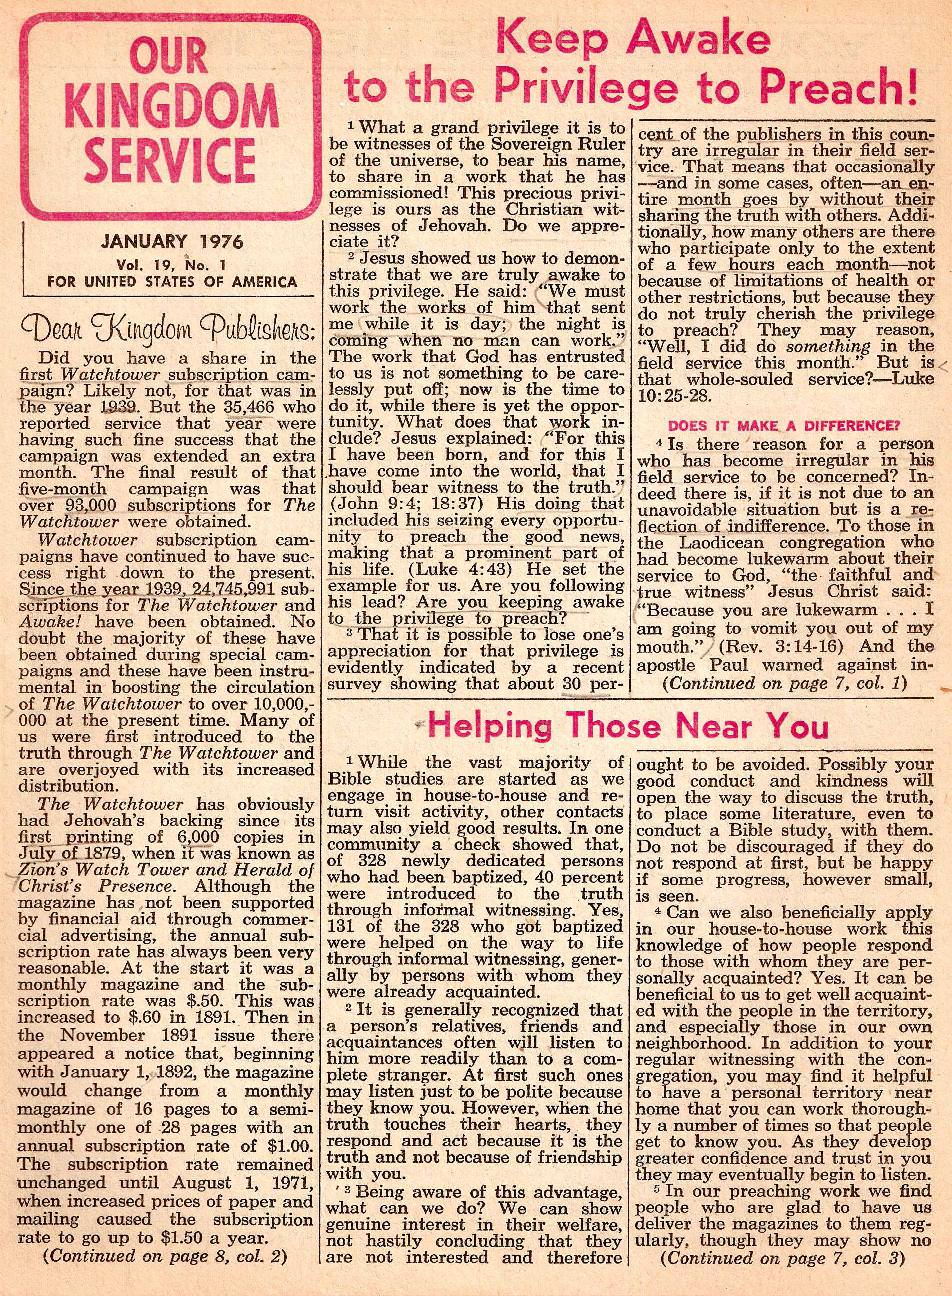 OUR
KINGDOM
SERVICE
JANUARY 1976
Vol. 19, No. 1
FOR UNITED STATES OF AMERICA
Dear Kingdom Publishers:
Did you have a share in the
first Watchtower subscription cam-
paign? Likely not, for that was in
the year 1939. But the 35,466 who
reported service that year were
having such fine success that the
campaign was extended an extra
month. The final result of that
five-month campaign was that
over 93,000 subscriptions for The
Watchtower were obtained.
Watchtower subscription cam-
paigns have continued to have suc-
cess right down to the present.
Since the year 1939, 24,745,991 sub-
scriptions for The Watchtower and
Awake! have been obtained. No
doubt the majority of these have
been obtained during special cam-
paigns and these have been instru-
mental in boosting the circulation
of The Watchtower to over 10,000,-
000 at the present time. Many of
us were first introduced to the
truth through The Watchtower and
are overjoyed with its increased
distribution.
The Watchtower has obviously
had Jehovah's backing since its
first printing of 6,000 copies in
July of 1879, when it was known as
Zion's Watch Tower and Herald of
Christ's Presence. Although the
magazine has not been supported
by financial aid through commer-
cial advertising, the annual sub-
scription rate has always been very
reasonable. At the start it was a
monthly magazine and the sub-
scription rate was $.50. This was
increased to $.60 in 1891. Then in
the November 1891 issue there
appeared a notice that, beginning
with January 1, 1892, the magazine
would change from a monthly
magazine of 16 pages to a semi-
monthly one of 28 pages with an
annual subscription rate of $1.00.
The subscription rate remained
unchanged until August 1, 1971,
when increased prices of paper and
mailing caused the subscription
rate to go up to $1.50 a year.
(Continued on page 8, col. 2)
Keep Awake
to the Privilege to Preach!
1 What a grand privilege it is to
be witnesses of the Sovereign Ruler
of the universe, to bear his name,
to share in a work that he has
commissioned! This precious privi-
lege is ours as the Christian wit-
nesses of Jehovah. Do we appre-
ciate it?
2 Jesus showed us how to demon-
strate that we are truly awake to
this privilege. He said: “We must
work the works of him that sent
me while it is day; the night is
coming when no man can work.”
The work that God has entrusted
to us is not something to be care-
lessly put off; now is the time to
do it, while there is yet the oppor-
tunity. What does that work in-
clude? Jesus explained: “For this
I have been born, and for this I
have come into the world, that I
should bear witness to the truth.”
(John 9:4; 18:37) His doing that
included his seizing every opportu-
nity to preach the good news,
making that a prominent part of
his life. (Luke 4:43) He set the
example for us. Are you following
his lead? Are you keeping awake
to the privilege to preach?
3 That it is possible to lose one's
appreciation for that privilege is
evidently indicated by a recent
survey showing that about 30 per-
cent of the publishers in this coun-
try are irregular in their field ser-
vice. That means that occasionally
—and in some cases, often—an en-
tire month goes by without their
sharing the truth with others. Addi-
tionally, how many others are there
who participate only to the extent
of a few hours each month—not
because of limitations of health or
other restrictions, but because they
do not truly cherish the privilege
to preach? They may reason,
“Well, I did do something in the
field service this month.” But is
that whole-souled service?—Luke
10:25-28.
DOES IT MAKE A DIFFERENCE?
4 Is there reason for a person
who has become irregular in his
field service to be concerned? In-
deed there is, if it is not due to an
unavoidable situation but is a re-
flection of indifference. To those in
the Laodicean congregation who
had become lukewarm about their
service to God, “the faithful and
true witness” Jesus Christ said:
“Because you are lukewarm . . . I
am going to vomit you out of my
mouth.” (Rev. 3:14-16) And the
apostle Paul warned against in-
(Continued on page 7, col. 1)
Helping Those Near You
1 While the vast majority of
Bible studies are started as we
engage in house-to-house and re-
turn visit activity, other contacts
may also yield good results. In one
community a check showed that,
of 328 newly dedicated persons
who had been baptized, 40 percent
were introduced to the truth
through informal witnessing. Yes,
131 of the 328 who got baptized
were helped on the way to life
through informal witnessing, gener-
ally by persons with whom they
were already acquainted.
2 It is generally recognized that
a person's relatives, friends and
acquaintances often will listen to
him more readily than to a com-
plete stranger. At first such ones
may listen just to be polite because
they know you. However, when the
truth touches their hearts, they
respond and act because it is the
truth and not because of friendship
with you.
3 Being aware of this advantage,
what can we do? We can show
genuine interest in their welfare,
not hastily concluding that they
are not interested and therefore
ought to be avoided. Possibly your
good conduct and kindness will
open the way to discuss the truth,
to place some literature, even to
conduct a Bible study, with them.
Do not be discouraged if they do
not respond at first, but be happy
if some progress, however small,
is seen.
4 Can we also beneficially apply
in our house-to-house work this
knowledge of how people respond
to those with whom they are per-
sonally acquainted? Yes. It can be
beneficial to us to get well acquaint-
ed with the people in the territory,
and especially those in our own
neighborhood. In addition to your
regular witnessing with the con-
gregation, you may find it helpful
to have a personal territory near
home that you can work thorough-
ly a number of times so that people
get to know you. As they develop
greater confidence and trust in you
they may eventually begin to listen.
5 In our preaching work we find
people who are glad to have us
deliver the magazines to them reg-
ularly, though they may show no
(Continued on page 7, col. 3)